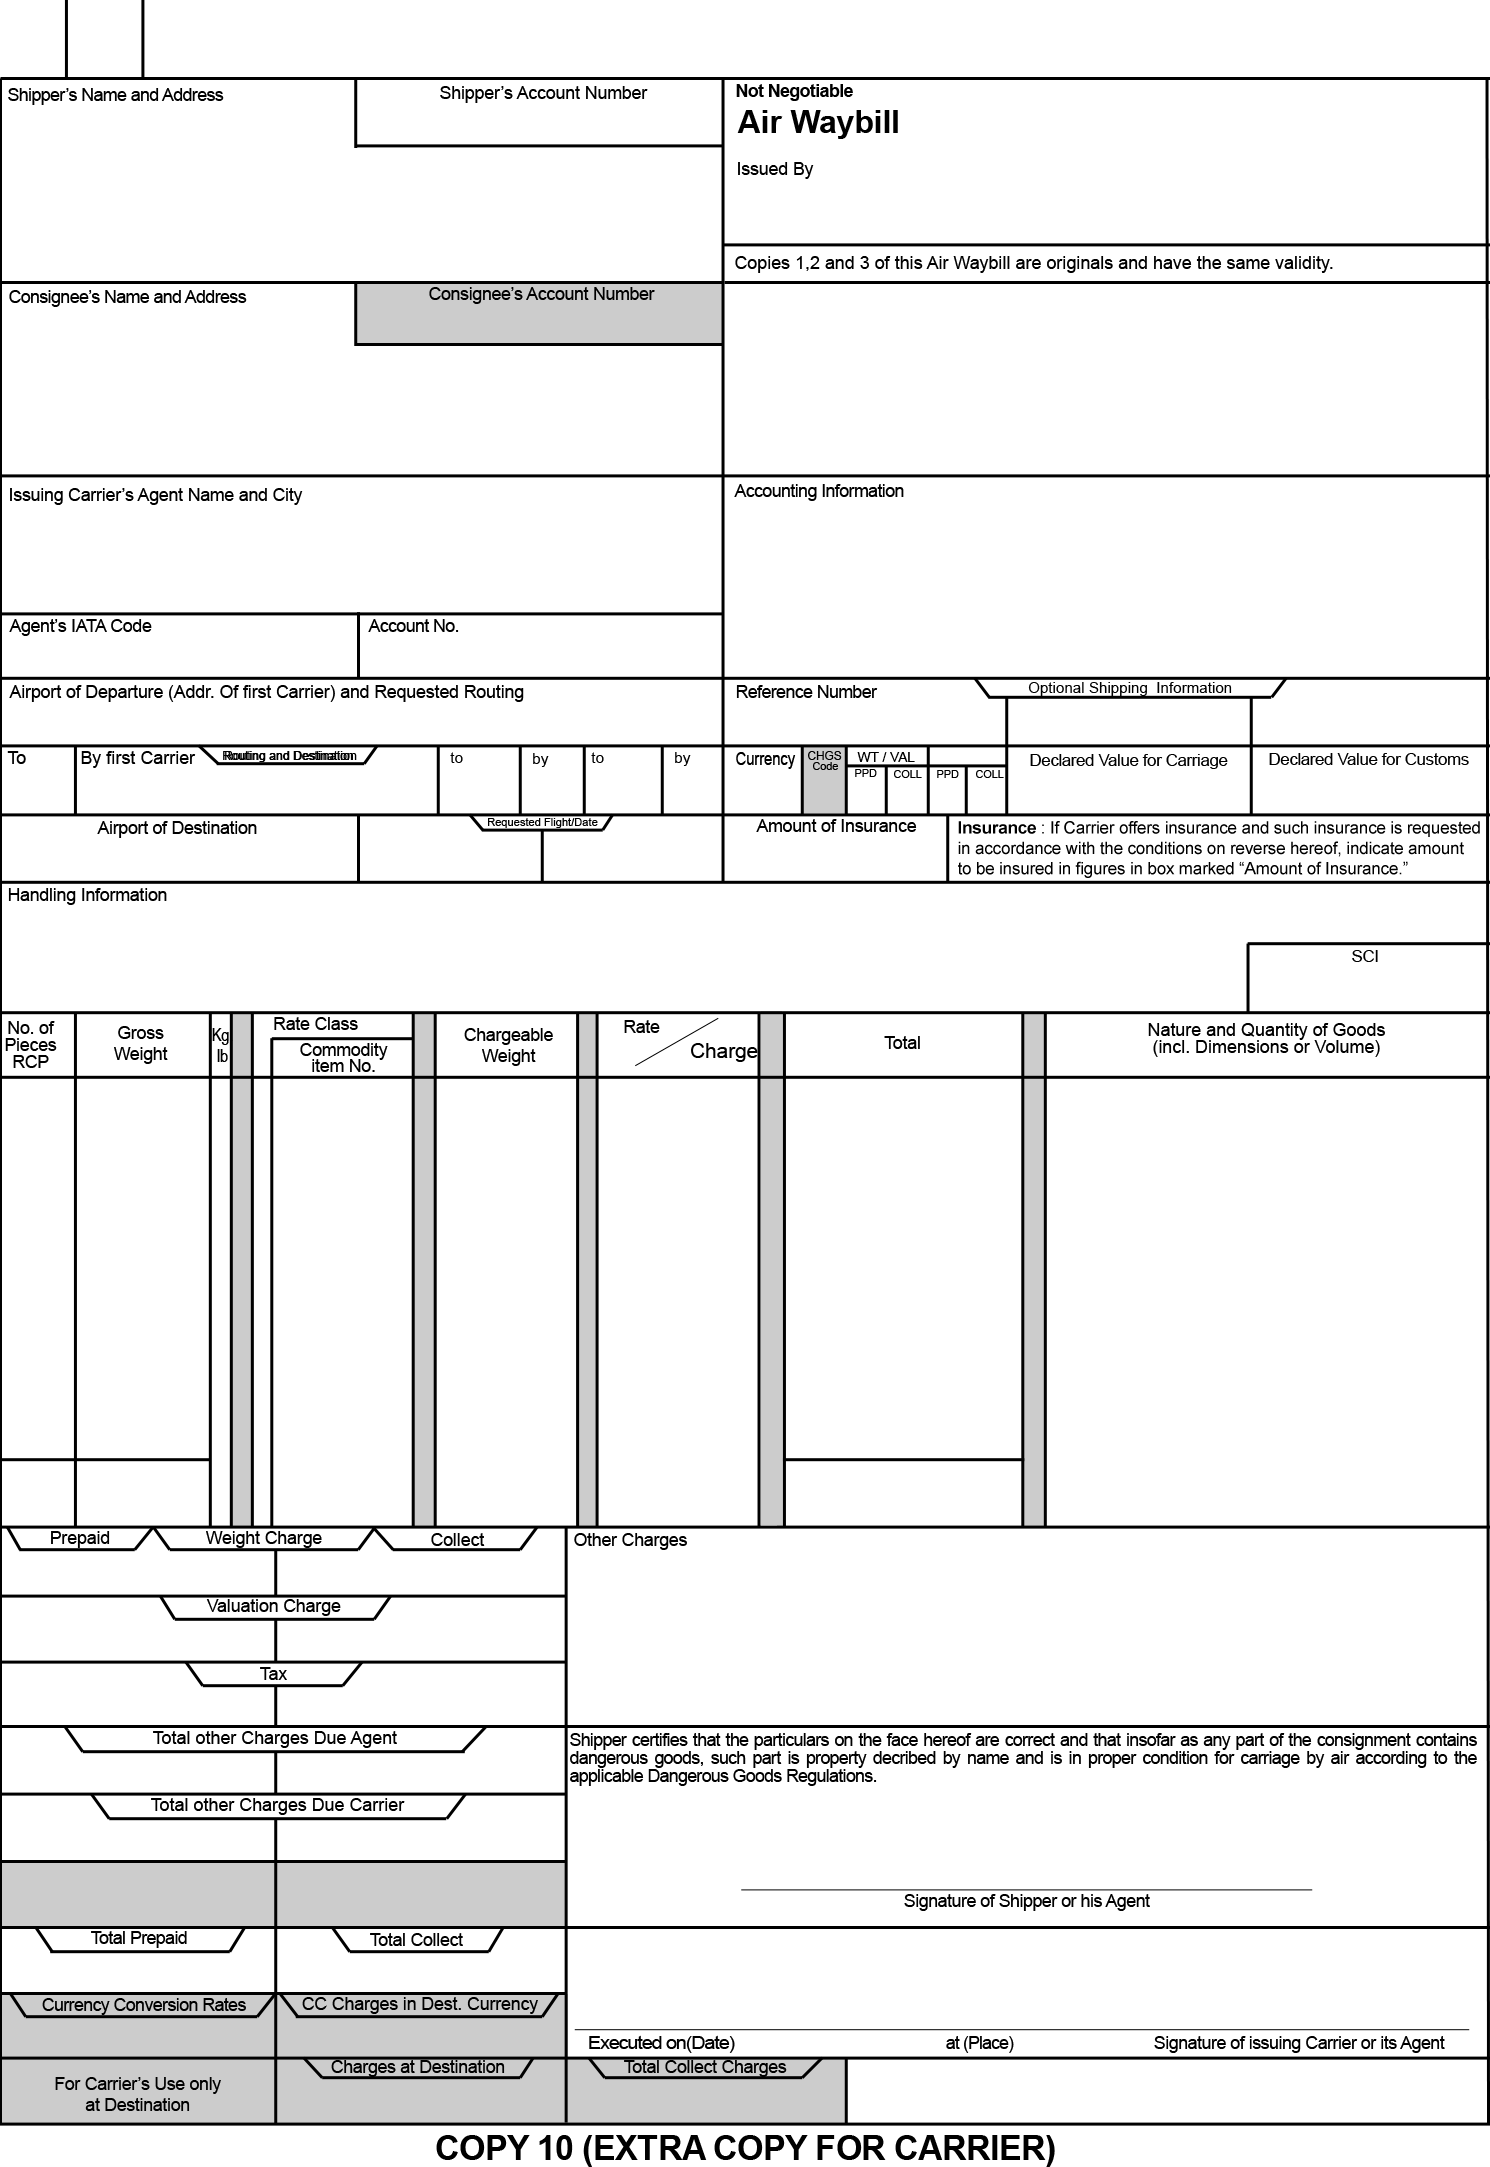 Shipper’s Name and Address
Shipper’s Account Number
Not Negotiable
Air Waybill
Issued By
Copies 1,2 and 3 of this Air Waybill are originals and have the same validity.
Consignee’s Name and Address
Consignee’s Account Number
Issuing Carrier’s Agent Name and City
Accounting Information
Agent’s IATA Code
Account No.
Airport of Departure (Addr. Of first Carrier) and Requested Routing
Reference Number
Optional Shipping Information
To
By first Carrier
Routing and Destination
to
by
to
by
Currency
CHGS
Code
WT / VAL
PPD
COLL
PPD
COLL
Declared Value for Carriage
Declared Value for Customs
Airport of Destination
Requested Flight/Date
Amount of Insurance
Insurance : If Carrier offers insurance and such insurance is requested
in accordance with the conditions on reverse hereof, indicate amount
to be insured in figures in box marked “Amount of Insurance.”
Handling Information
SCI
No. of
Pieces
RCP
Gross
Weight
Kg
lb
Rate Class
Commodity
item No.
Chargeable
Weight
Rate
Charge
Total
Nature and Quantity of Goods
(incl. Dimensions or Volume)
Prepaid
Weight Charge
Collect
Other Charges
Valuation Charge
Tax
Total other Charges Due Agent
Shipper certifies that the particulars on the face hereof are correct and that insofar as any part of the consignment contains
dangerous goods, such part is property decribed by name and is in proper condition for carriage by air according to the
applicable Dangerous Goods Regulations.
Total other Charges Due Carrier
Signature of Shipper or his Agent
Total Prepaid
Total Collect
Currency Conversion Rates
CC Charges in Dest. Currency
Executed on(Date)
at (Place)
Signature of issuing Carrier or its Agent
For Carrier’s Use only
at Destination
Charges at Destination
Total Collect Charges
COPY 10 (EXTRA COPY FOR CARRIER)